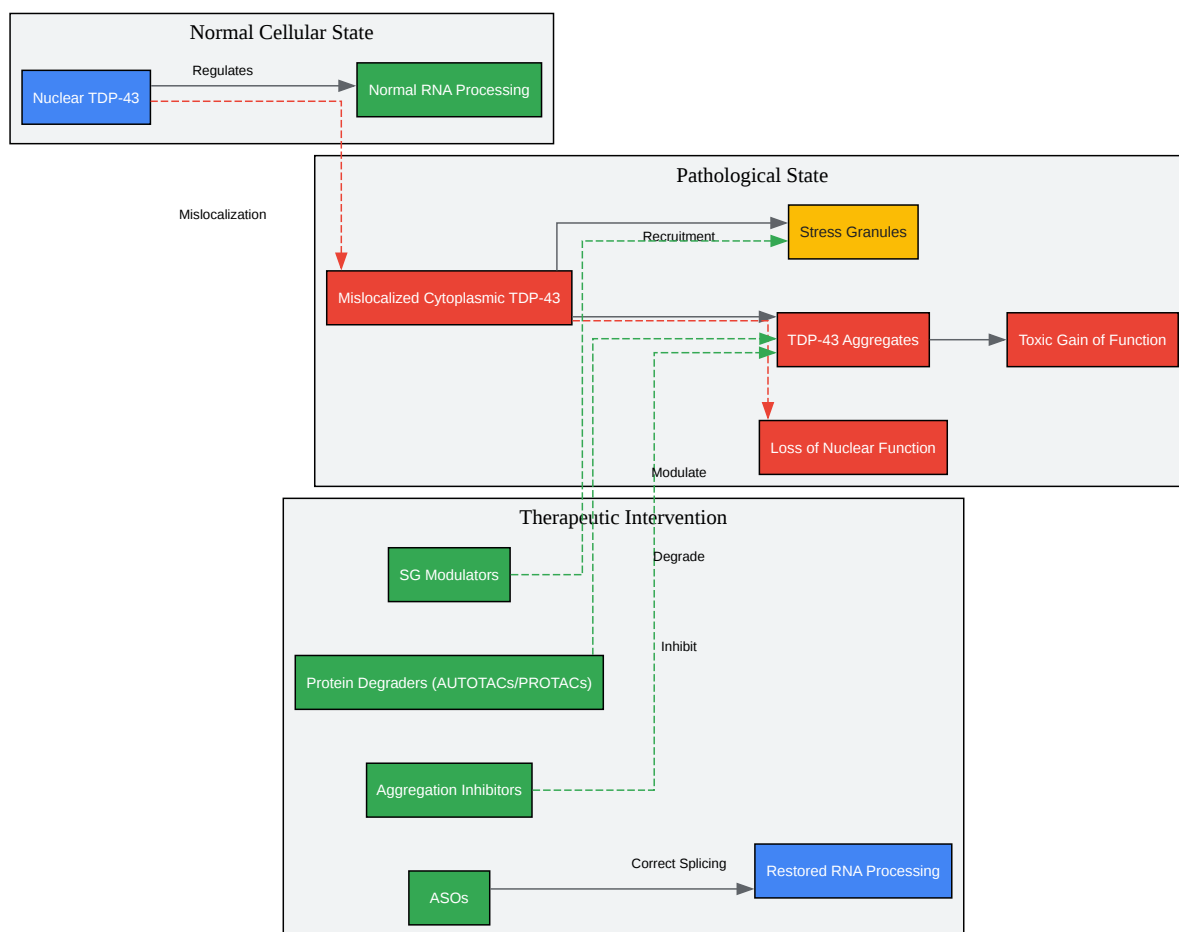 Normal Cellular State
Regulates
Nuclear TDP-43
Normal RNA Processing
Mislocalization
Pathological State
Stress Granules
Recruitment
Mislocalized Cytoplasmic TDP-43
TDP-43 Aggregates
Toxic Gain of Function
Loss of Nuclear Function
Modulate
Therapeutic Intervention
Degrade
SG Modulators
Inhibit
Protein Degraders (AUTOTACs/PROTACs)
Aggregation Inhibitors
Correct Splicing
Restored RNA Processing
ASOs